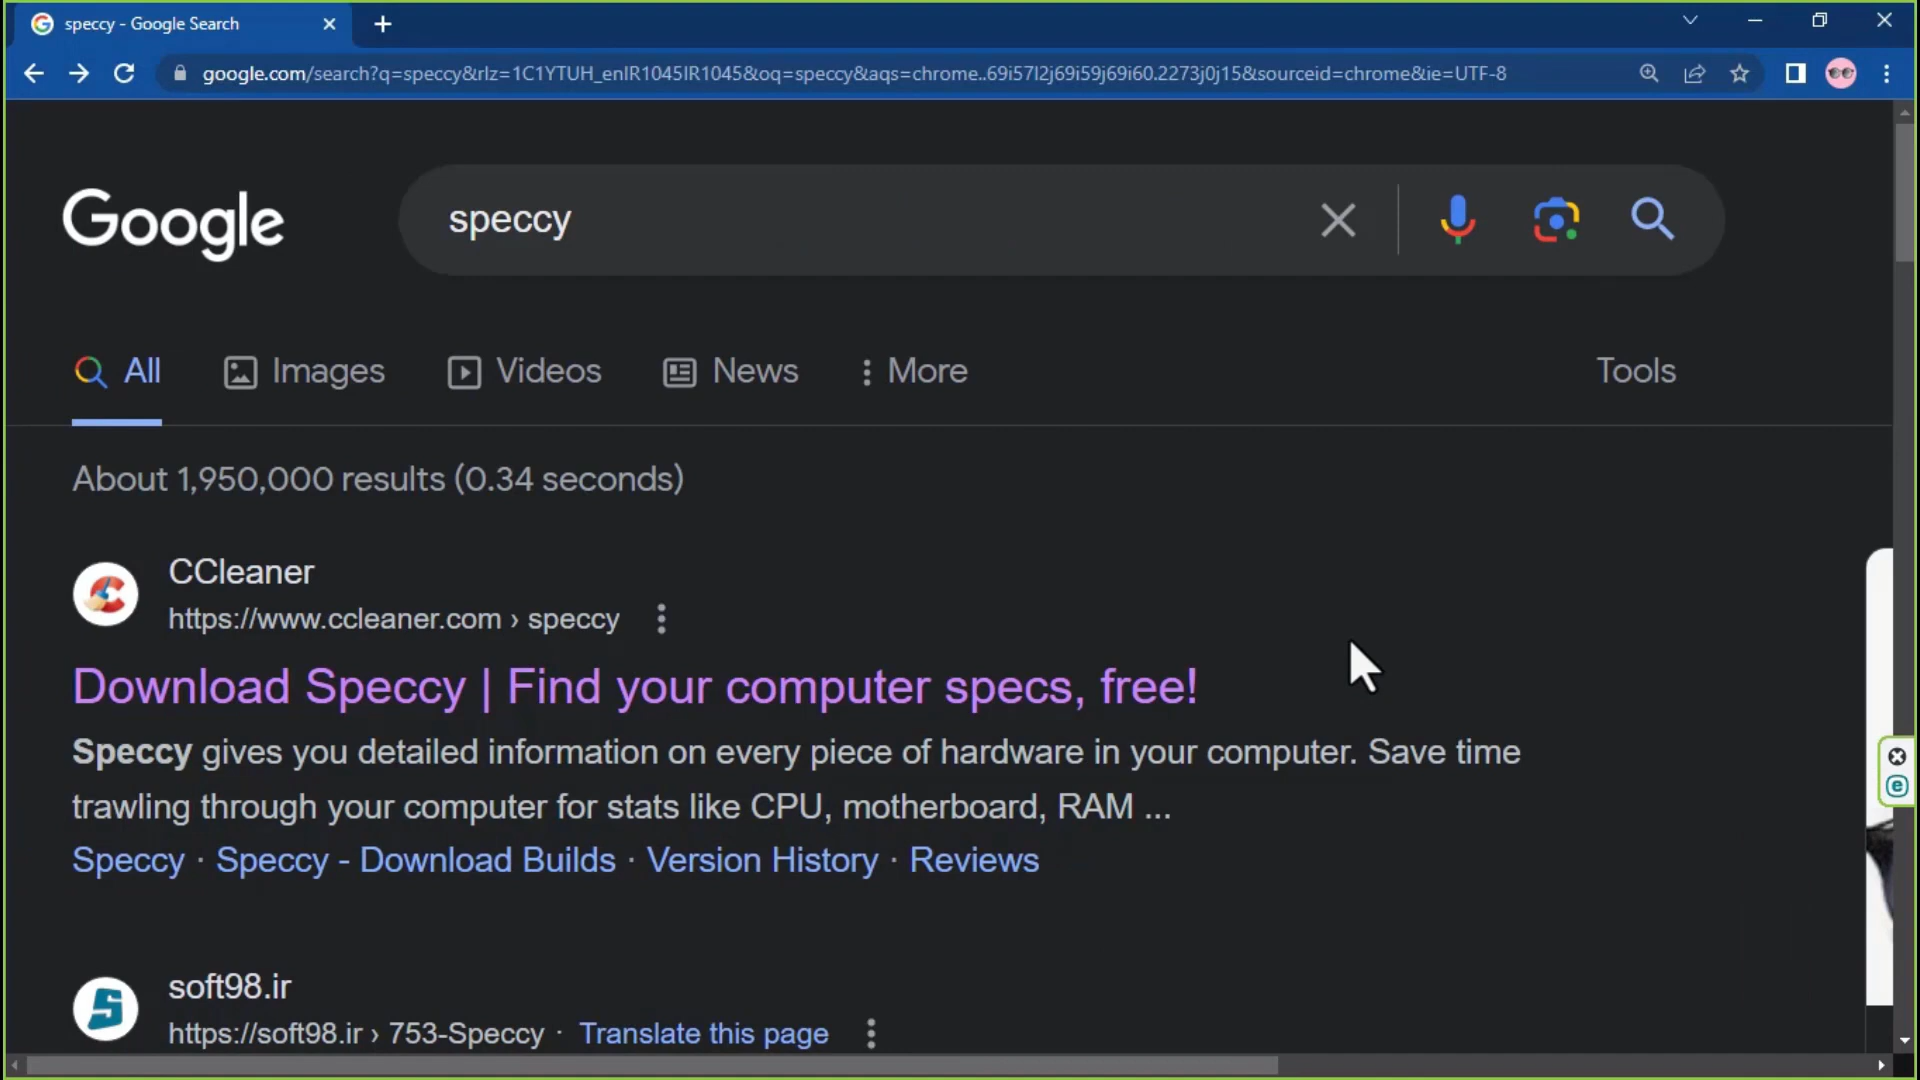 speccy - Google Search
google.com/search?q=speccy&rlz=1C1YTUH_enIR1045IR1045&oq=speccy&aqs=chrome..69i57l2j69i59j69i60.2273j0j15&sourceid=chrome&ie=UTF-8
Google
speccy
All
Images
Videos
News
More
Tools
About 1,950,000 results (0.34 seconds)
CCleaner
https://www.ccleaner.com › speccy
Download Speccy | Find your computer specs, free!
Speccy gives you detailed information on every piece of hardware in your computer. Save time
trawling through your computer for stats like CPU, motherboard, RAM ...
Speccy · Speccy - Download Builds · Version History · Reviews
soft98.ir
https://soft98.ir › 753-Speccy · Translate this page